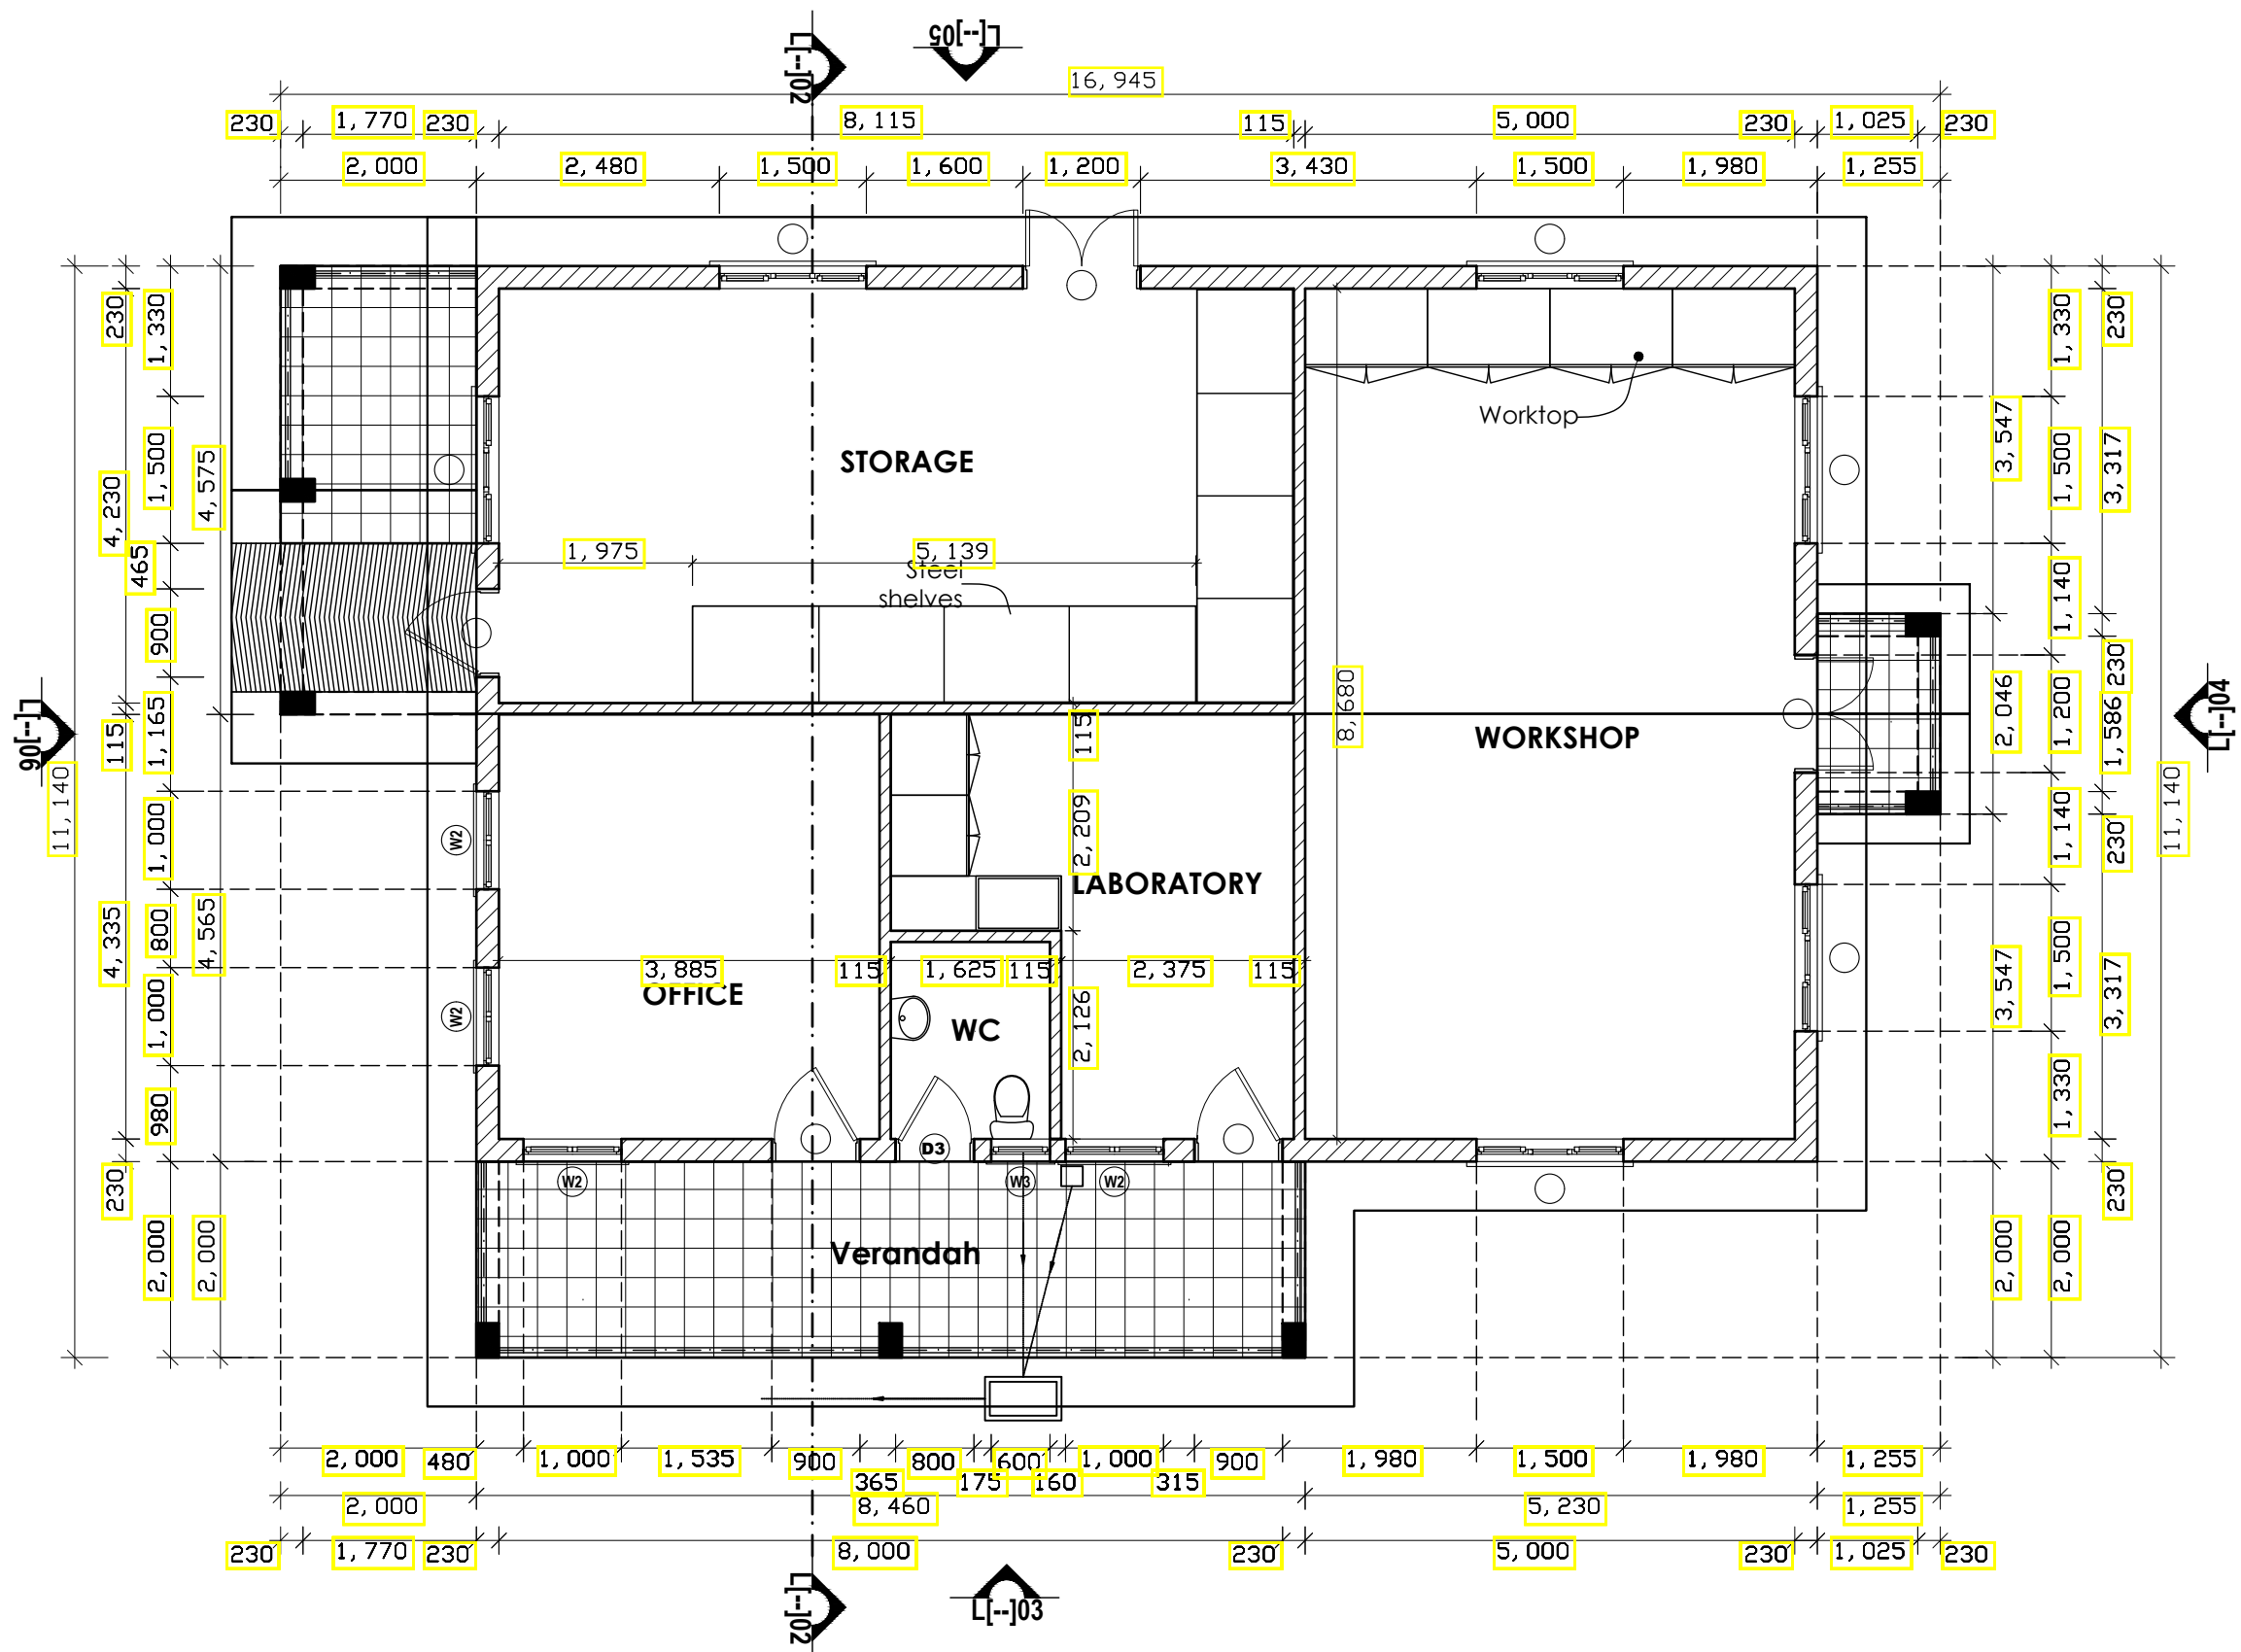 L[--]05
L[--]02
16,945
230 1,770 230 8,115 115 5,000 230 1,025 230
2,000 2,480 1,500 1,600 1,200 3,430 1,500 1,980 1,255
230
1,330
230
1,330
Worktop
STORAGE
4,230
1,500
4,575
3,547
1,500
3,317
465
1,975
5,139
Steel
shelves
900
1,140
115
1,165
115
8,680
WORKSHOP
2,046
1,200
230
1,586
L[--]06
L[--]04
11,140
1,000
W2
2,209
LABORATORY
1,140
230
11,140
4,335
800
4,565
3,885 115 1,625 115 2,375 115
OFFICE
1,000
W2
WC
2,126
3,547
1,500
3,317
980
1,330
D3
230
W2
W3
W2
230
2,000
2,000
Verandah
2,000
2,000
2,000 480 1,000 1,535 900 800 600 1,000 900 1,980 1,500 1,980 1,255
365 175 160 315
2,000 8,460 5,230 1,255
230 1,770 230 8,000 230 5,000 230 1,025 230
L[--]02
L[--]03